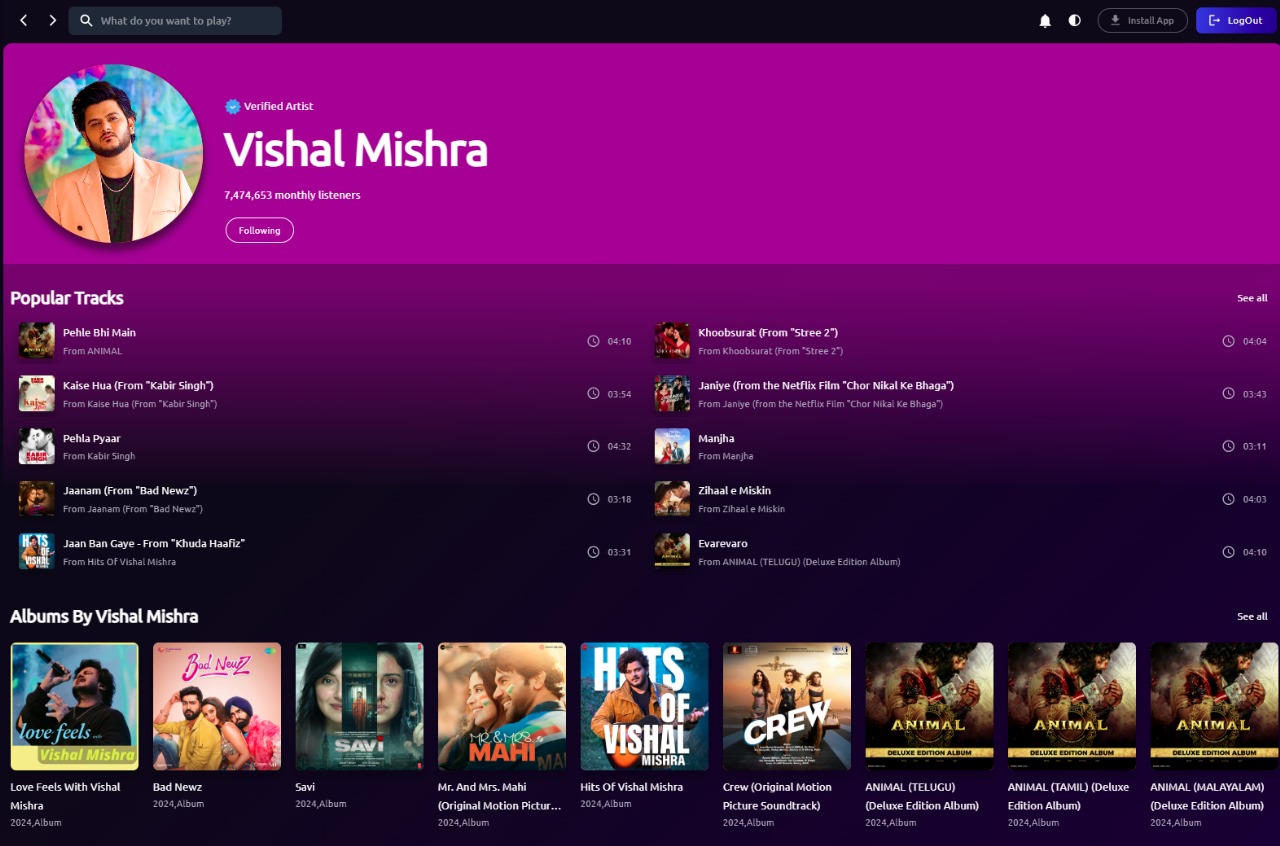 What do you want to play?
Install App
LogOut
Verified Artist
Vishal Mishra
7,474,653 monthly listeners
Following
Popular Tracks
See all
Pehle Bhi Main
From ANIMAL
04:10
Khoobsurat (From "Stree 2")
From Khoobsurat (From "Stree 2")
04:04
Kaise Hua (From "Kabir Singh")
From Kaise Hua (From "Kabir Singh")
03:54
Janiye (from the Netflix Film "Chor Nikal Ke Bhaga")
From Janiye (from the Netflix Film "Chor Nikal Ke Bhaga")
03:43
Pehla Pyaar
From Kabir Singh
04:32
Manjha
From Manjha
03:11
Jaanam (From "Bad Newz")
From Jaanam (From "Bad Newz")
03:18
Zihaal e Miskin
From Zihaal e Miskin
04:03
Jaan Ban Gaye - From "Khuda Haafiz"
From Hits Of Vishal Mishra
03:31
Evarevaro
From ANIMAL (TELUGU) (Deluxe Edition Album)
04:10
Albums By Vishal Mishra
See all
love feels with
Vishal Mishra
Bad Newz
SAVI
MR. & MRS.
MAHI
HITS
OF
VISHAL
MISHRA
CREW
ANIMAL
DELUXE EDITION ALBUM
ANIMAL
DELUXE EDITION ALBUM
ANIMAL
DELUXE EDITION ALBUM
Love Feels With Vishal
Mishra
2024,Album
Bad Newz
2024,Album
Savi
2024,Album
Mr. And Mrs. Mahi
(Original Motion Pictur...
2024,Album
Hits Of Vishal Mishra
2024,Album
Crew (Original Motion
Picture Soundtrack)
2024,Album
ANIMAL (TELUGU)
(Deluxe Edition Album)
2024,Album
ANIMAL (TAMIL) (Deluxe
Edition Album)
2024,Album
ANIMAL (MALAYALAM)
(Deluxe Edition Album)
2024,Album